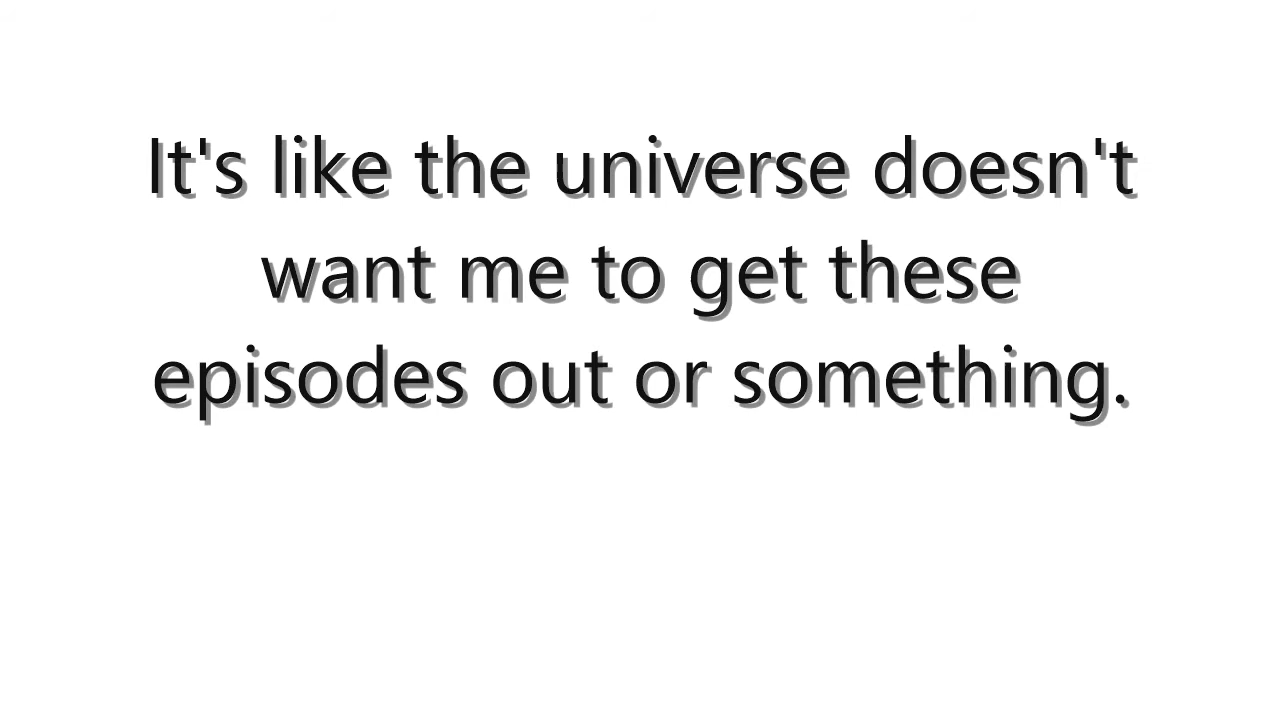 It's like the universe doesn't
want me to get these
episodes out or something.